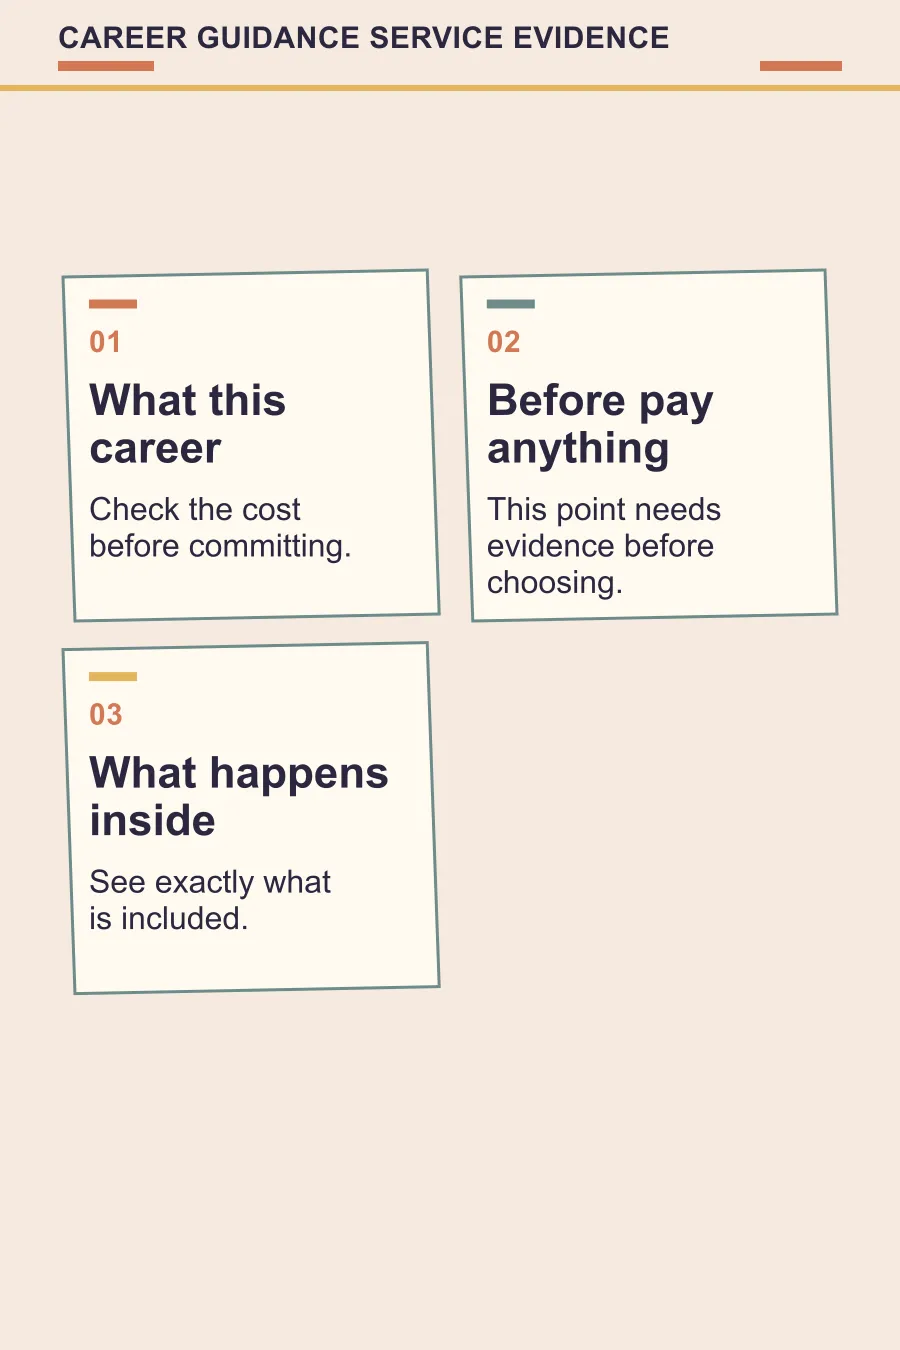 CAREER GUIDANCE SERVICE EVIDENCE
01
What this
career
Check the cost
before committing.
02
Before pay
anything
This point needs
evidence before
choosing.
03
What happens
inside
See exactly what
is included.